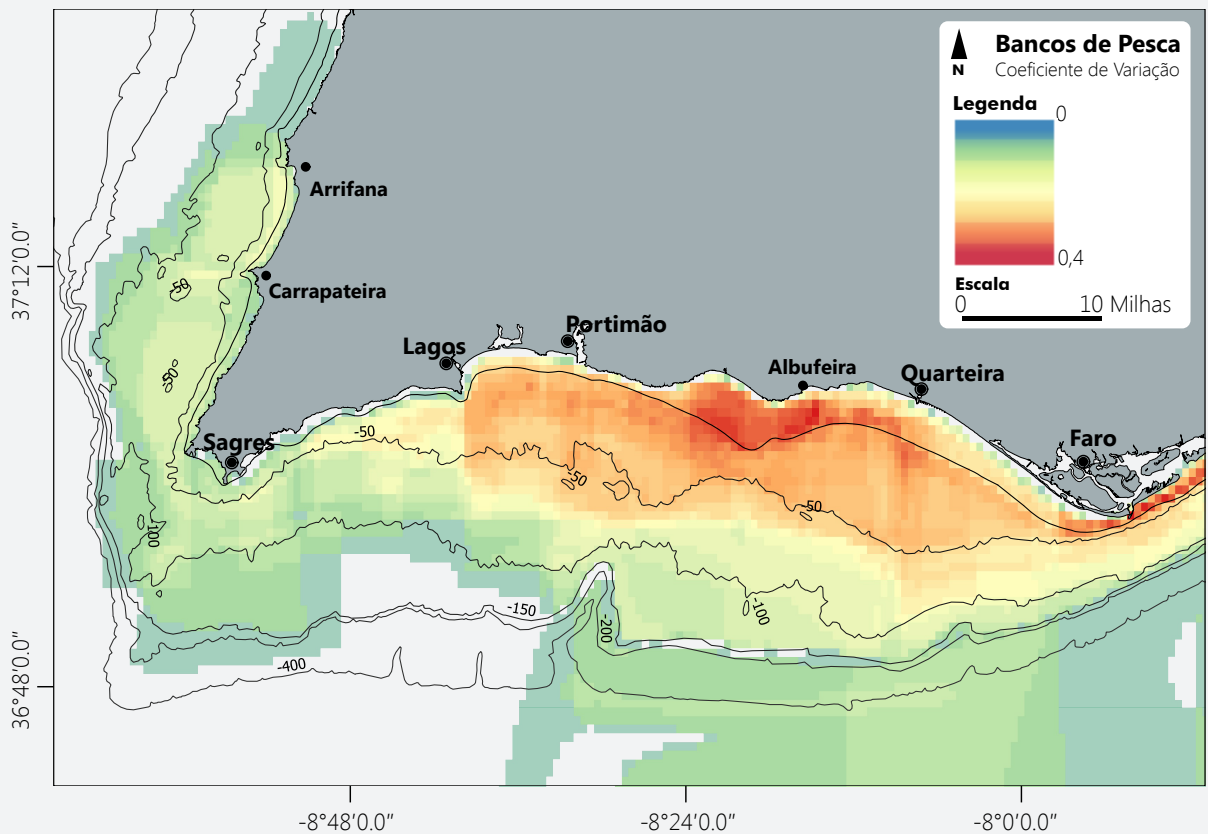 Bancos de Pesca
Coeficiente de Variação
N
Legenda
0
0,4
Escala
0 10 Milhas
Arrifana
Carrapateira
Portimão
Lagos
Albufeira
Quarteira
Sagres
Faro
-50
-50
-50
-50
-50
-100
-100
-150
-200
-400
37°12'0.0"
36°48'0.0"
-8°48'0.0"
-8°24'0.0"
-8°0'0.0"